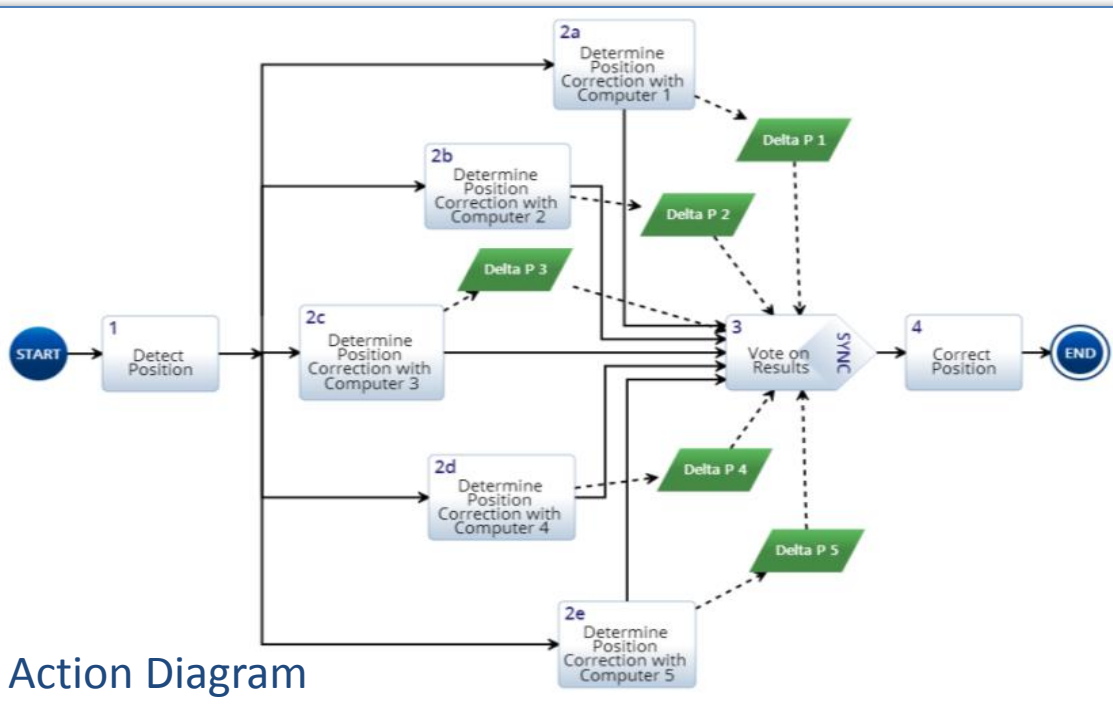 2a
Determine
Position
Correction with
Computer 1
Delta P 1
2b
Determine
Position
Correction with
Computer 2
Delta P 2
Delta P 3
START
1
Detect
Position
2c
Determine
Position
Correction with
Computer 3
3
Vote on
Results
SYNC
4
Correct
Position
END
2d
Determine
Position
Correction with
Computer 4
Delta P 4
Delta P 5
2e
Determine
Position
Correction with
Computer 5
Action Diagram